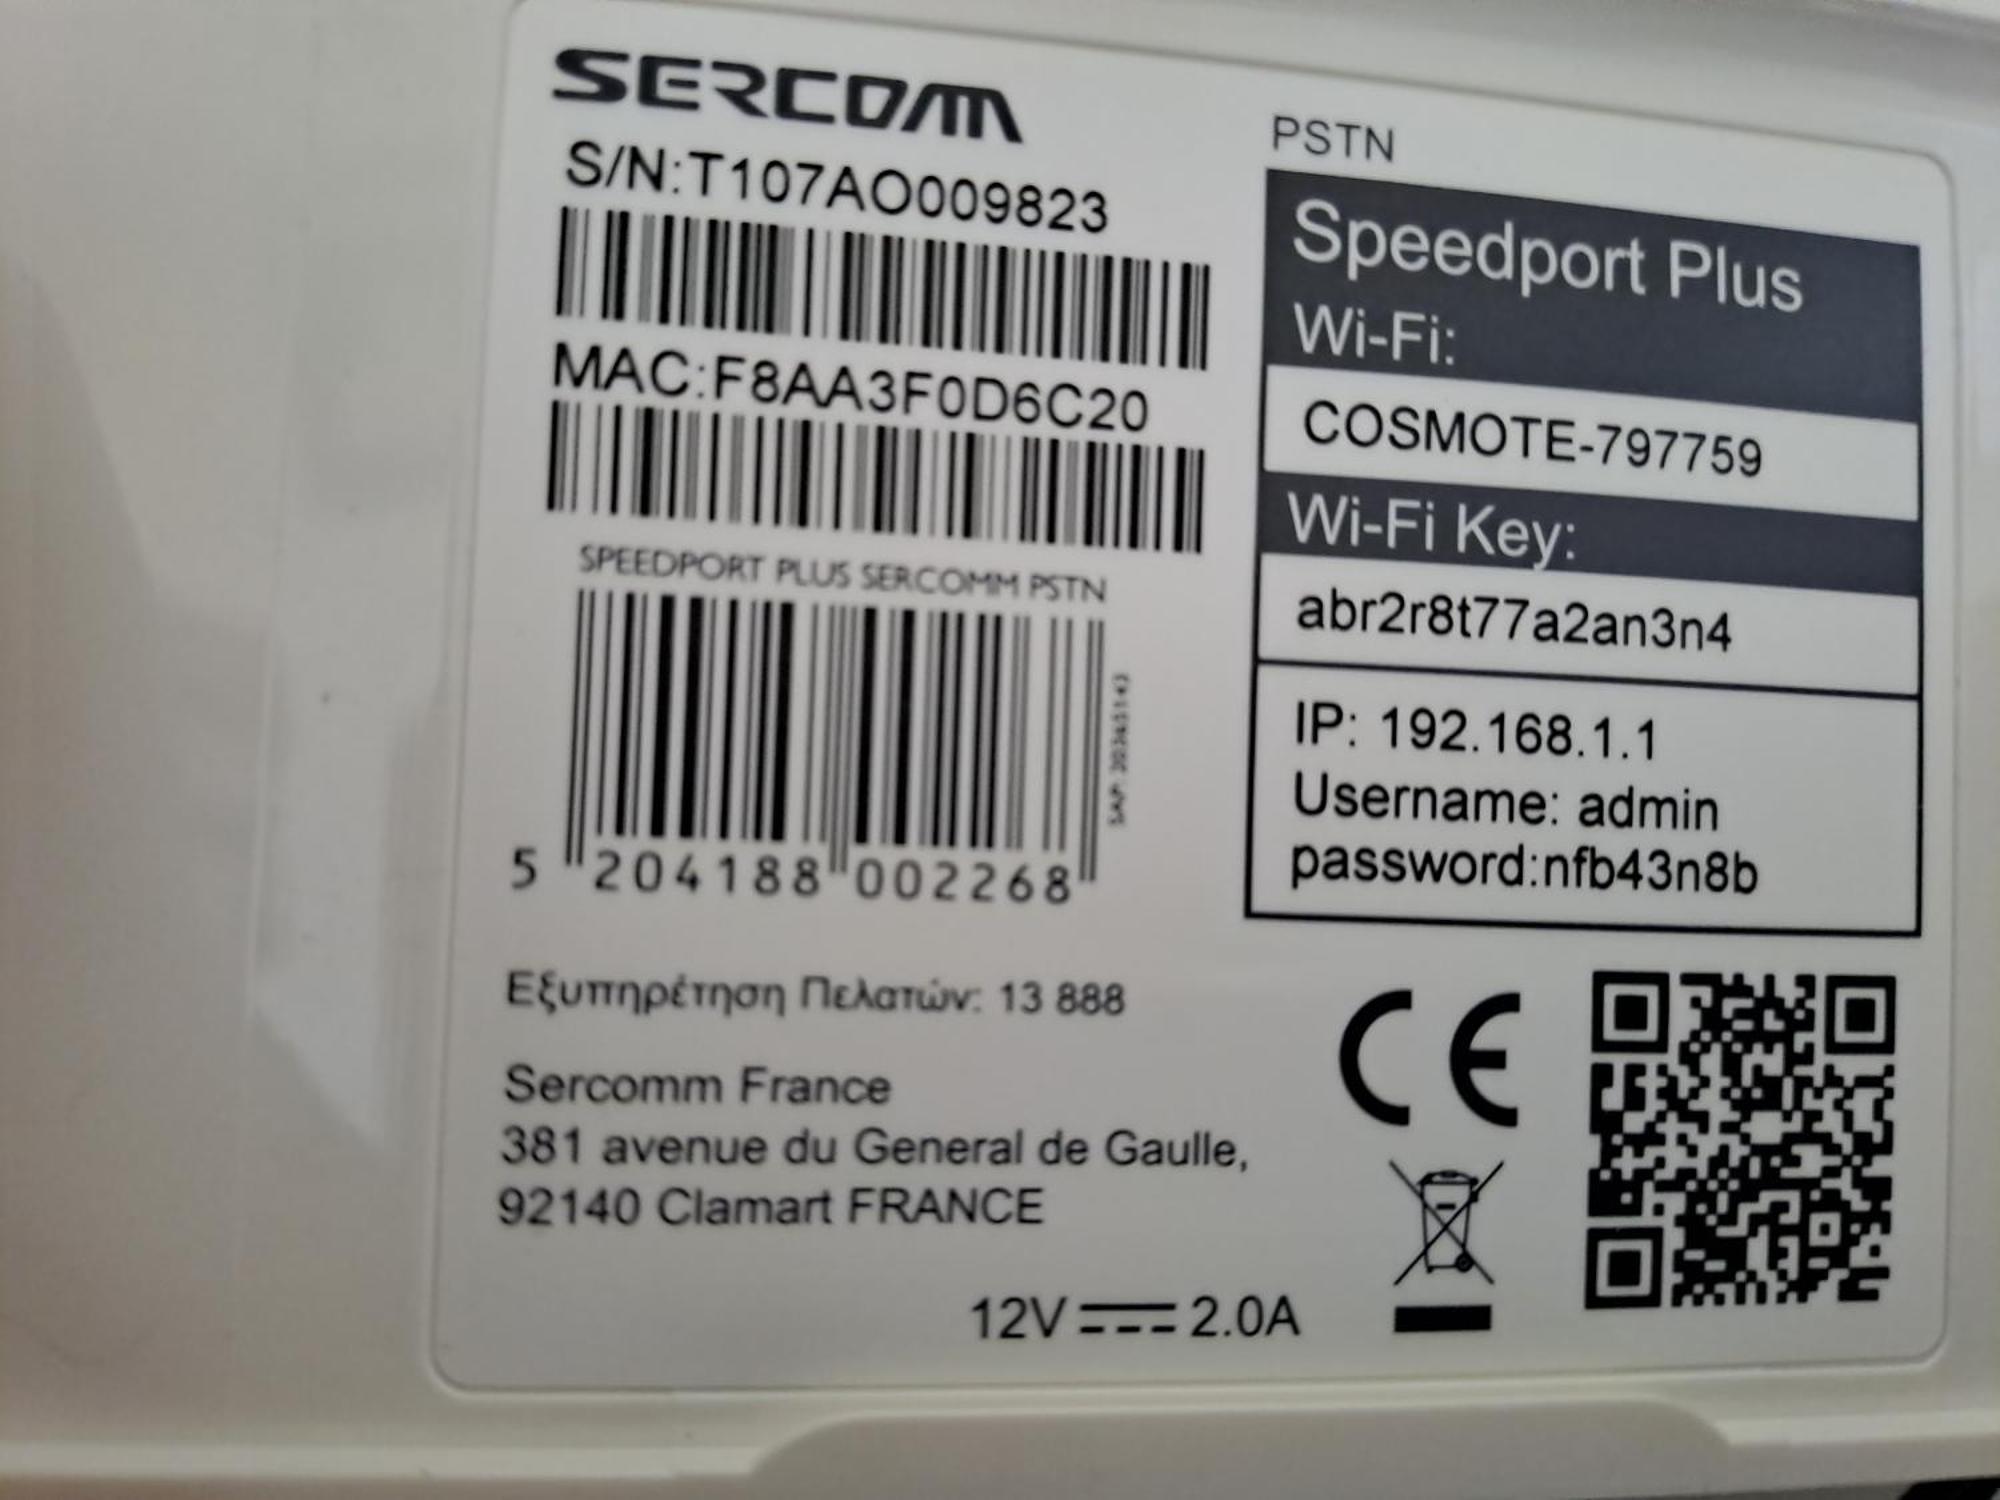 SERCOMM
S/N:T107AO009823
MAC:F8AA3F0D6C20
SPEEDPORT PLUS SERCOMM PSTN
5 204188 002268
Εξυπηρέτηση Πελατών: 13 888
Sercomm France
381 avenue du General de Gaulle,
92140 Clamart FRANCE
12V 2.0A
PSTN
Speedport Plus
Wi-Fi:
COSMOTE-797759
Wi-Fi Key:
abr2r8t77a2an3n4
IP: 192.168.1.1
Username: admin
password:nfb43n8b
CE